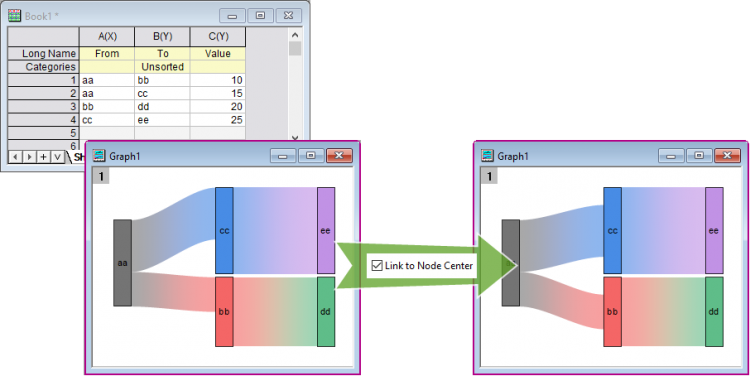 Book1 *
A(X) B(Y) C(Y)
Long Name From To Value
Categories Unsorted
1 aa bb 10
2 aa cc 15
3 bb dd 20
4 cc ee 25
5
6
Graph1
1
aa
cc
ee
bb
dd
Link to Node Center
Graph1
1
cc
ee
bb
dd